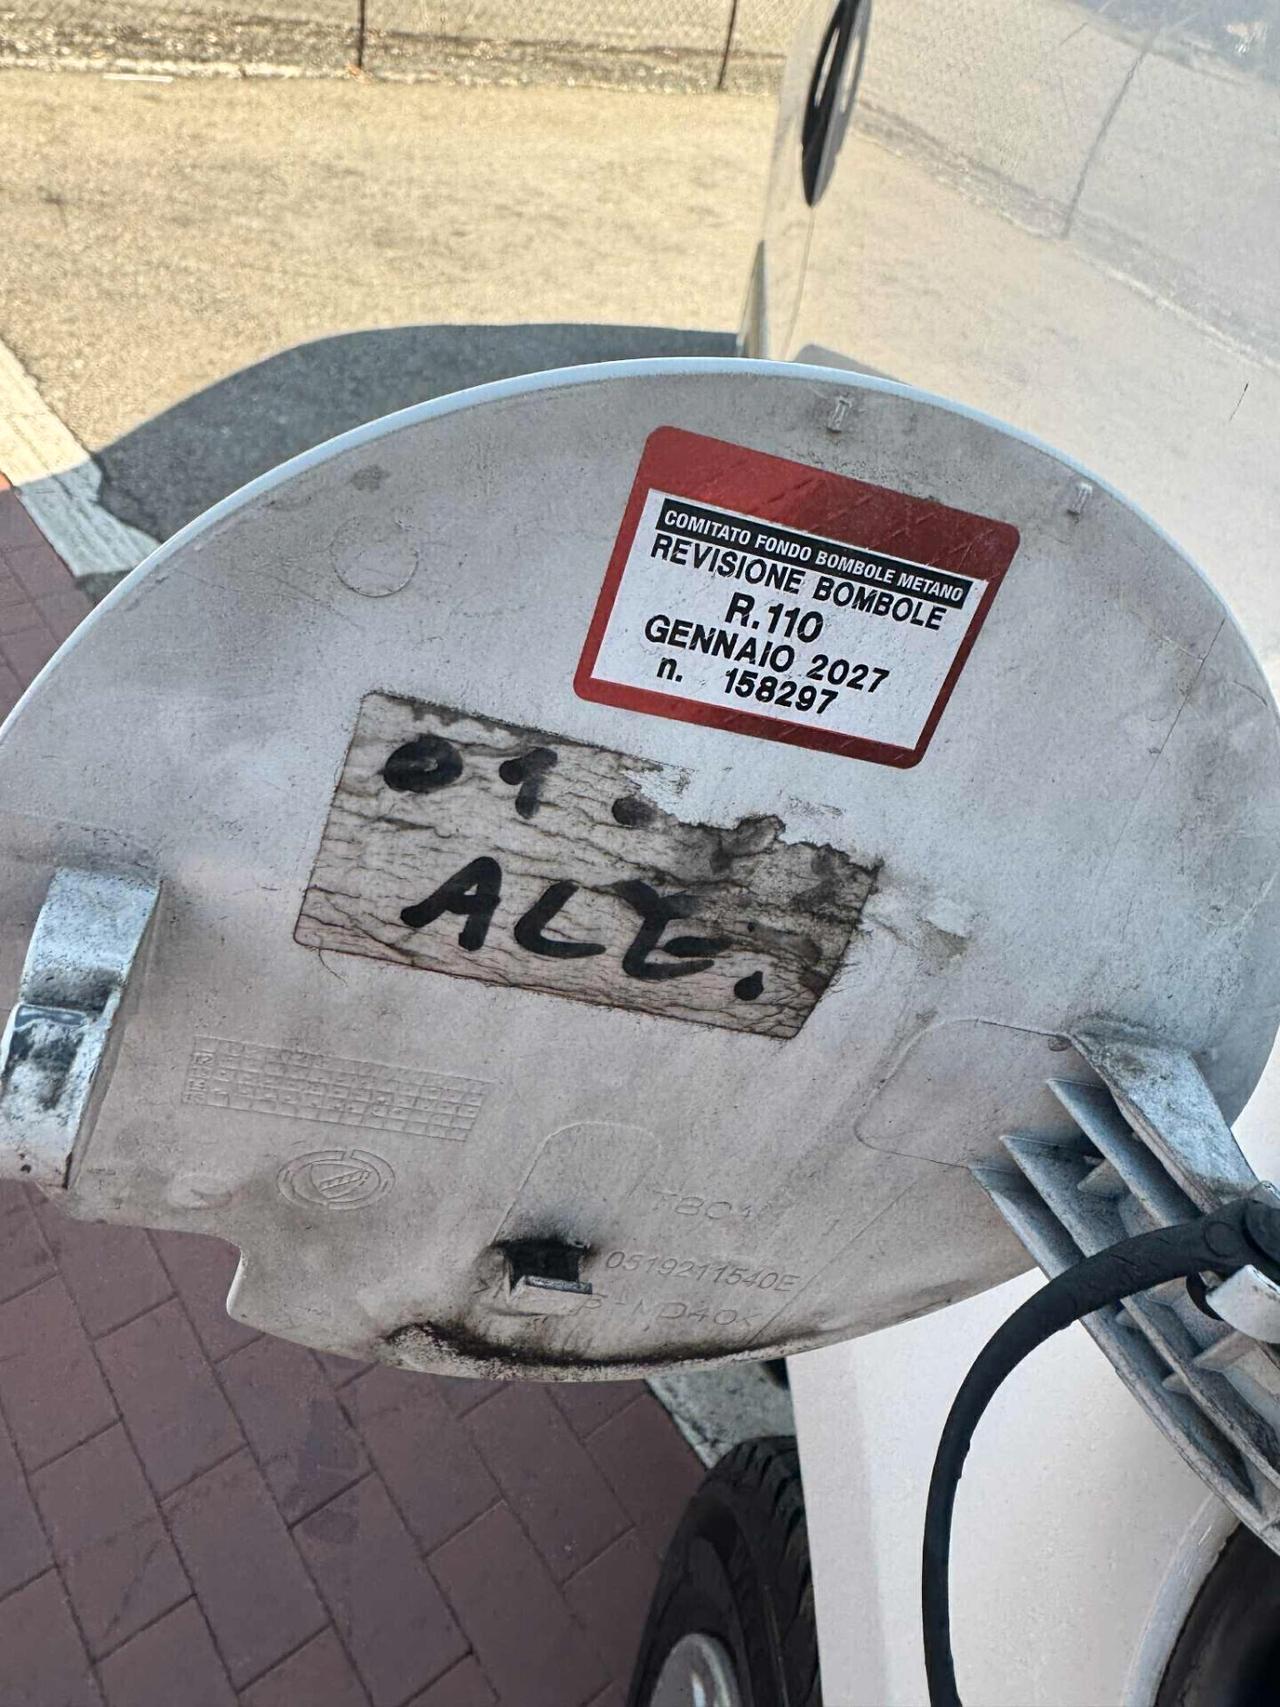 COMITATO FONDO BOMBOLE METANO
REVISIONE BOMBOLE
R.110
GENNAIO 2027
n. 158297
ALE.
0519211540E